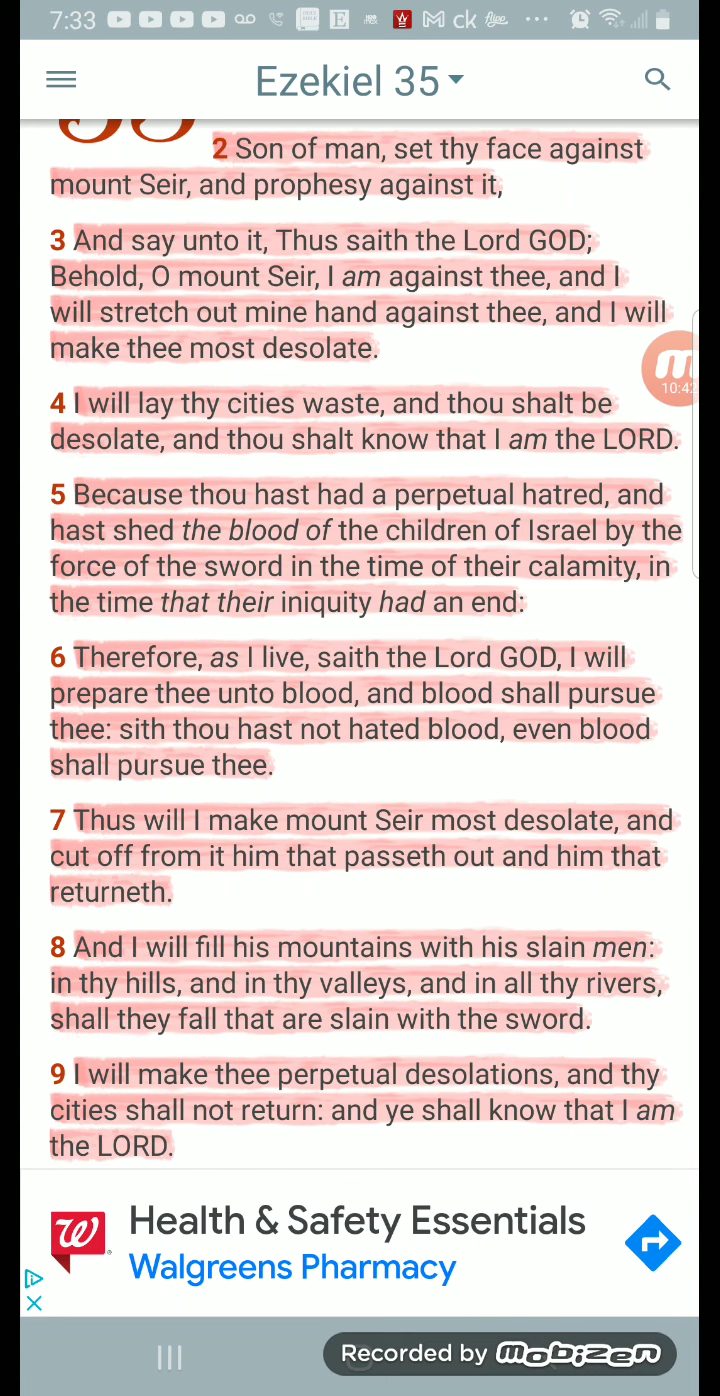 7:33
Ezekiel 35
2 Son of man, set thy face against
mount Seir, and prophesy against it,
3 And say unto it, Thus saith the Lord GOD;
Behold, O mount Seir, I am against thee, and I
will stretch out mine hand against thee, and I will
make thee most desolate.
10:42
4 I will lay thy cities waste, and thou shalt be
desolate, and thou shalt know that I am the LORD.
5 Because thou hast had a perpetual hatred, and
hast shed the blood of the children of Israel by the
force of the sword in the time of their calamity, in
the time that their iniquity had an end:
6 Therefore, as I live, saith the Lord GOD, I will
prepare thee unto blood, and blood shall pursue
thee: sith thou hast not hated blood, even blood
shall pursue thee.
7 Thus will I make mount Seir most desolate, and
cut off from it him that passeth out and him that
returneth.
8 And I will fill his mountains with his slain men:
in thy hills, and in thy valleys, and in all thy rivers,
shall they fall that are slain with the sword.
9 I will make thee perpetual desolations, and thy
cities shall not return: and ye shall know that I am
the LORD.
Health & Safety Essentials
Walgreens Pharmacy
Recorded by mobizen